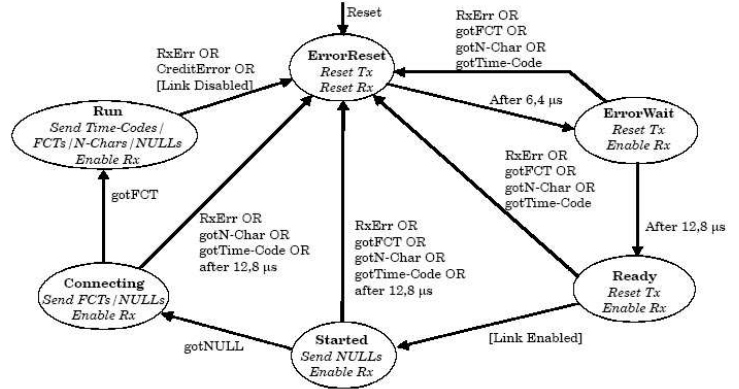 Reset
RxErr OR
gotFCT OR
gotN-Char OR
gotTime-Code
ErrorReset
Reset Tx
Reset Rx
RxErr OR
CreditError OR
[Link Disabled]
After 6,4 µs
Run
Send Time-Codes/
FCTs/N-Chars/NULLs
Enable Rx
ErrorWait
Reset Tx
Enable Rx
RxErr OR
gotFCT OR
gotN-Char OR
gotTime-Code
gotFCT
RxErr OR
gotN-Char OR
gotTime-Code OR
after 12,8 µs
RxErr OR
gotFCT OR
gotN-Char OR
gotTime-Code OR
after 12,8 µs
After 12,8 µs
Connecting
Send FCTs/NULLs
Enable Rx
Ready
Reset Tx
Enable Rx
gotNULL
Started
Send NULLs
Enable Rx
[Link Enabled]